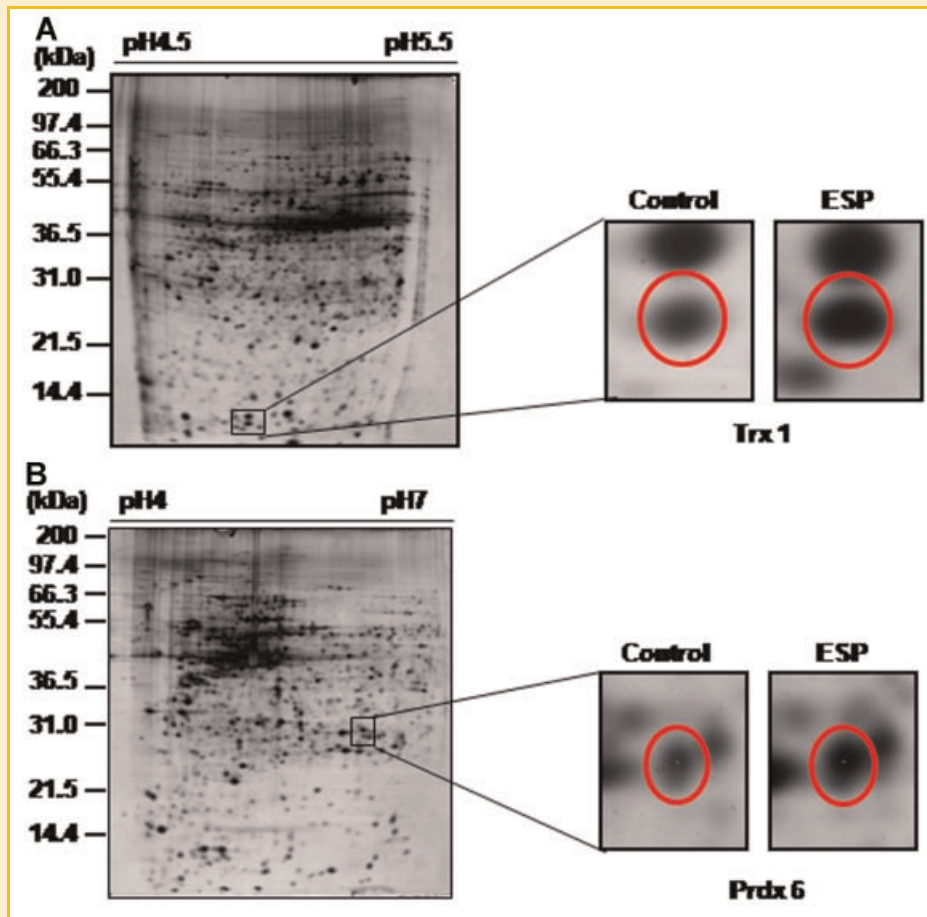 A
(kDa)
pH4.5 pH5.5
200
97.4
66.3
55.4
36.5
31.0
21.5
14.4
Control ESP
Trx 1
B
(kDa)
pH4 pH7
200
97.4
66.3
55.4
36.5
31.0
21.5
14.4
Control ESP
Prdx 6